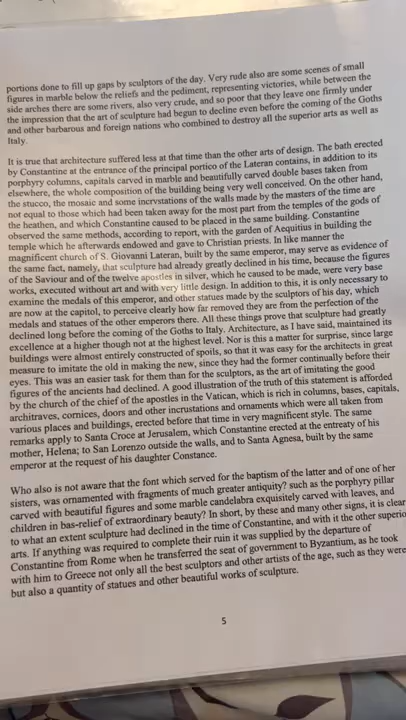 portions done to fill up gaps by sculptors of the day. Very rude also are some scenes of small
figures in marble below the reliefs and the pediment, representing victories, while between the
side arches there are some rivers, also very crude, and so poor that they leave one firmly under
the impression that the art of sculpture had begun to decline even before the coming of the Goths
and other barbarous and foreign nations who combined to destroy all the superior arts as well as
Italy.
It is true that architecture suffered less at that time than the other arts of design. The bath erected
by Constantine at the entrance of the principal portico of the Lateran contains, in addition to its
porphyry columns, capitals carved in marble and beautifully carved double bases taken from
elsewhere, the whole composition of the building being very well conceived. On the other hand,
the stucco, the mosaic and some incrvstations of the walls made by the masters of the time are
not equal to those which had been taken away for the most part from the temples of the gods of
the heathen, and which Constantine caused to be placed in the same building. Constantine
observed the same methods, according to report, with the garden of Aequitius in building the
temple which he afterwards endowed and gave to Christian priests. In like manner the
magnificent church of S. Giovanni Lateran, built by the same emperor, may serve as evidence of
the same fact, namely, that sculpture had already greatly declined in his time, because the figures
of the Saviour and of the twelve apostles in silver, which he caused to be made, were very base
works, executed without art and with very little design. In addition to this, it is only necessary to
examine the medals of this emperor, and other statues made by the sculptors of his day, which
are now at the capitol, to perceive clearly how far removed they are from the perfection of the
medals and statues of the other emperors there. All these things prove that sculpture had greatly
declined long before the coming of the Goths to Italy. Architecture, as I have said, maintained its
excellence at a higher though not at the highest level. Nor is this a matter for surprise, since large
buildings were almost entirely constructed of spoils, so that it was easy for the architects in great
measure to imitate the old in making the new, since they had the former continually before their
eyes. This was an easier task for them than for the sculptors, as the art of imitating the good
figures of the ancients had declined. A good illustration of the truth of this statement is afforded
by the church of the chief of the apostles in the Vatican, which is rich in columns, bases, capitals,
architraves, cornices, doors and other incrustations and ornaments which were all taken from
various places and buildings, erected before that time in very magnificent style. The same
remarks apply to Santa Croce at Jerusalem, which Constantine erected at the entreaty of his
mother, Helena; to San Lorenzo outside the walls, and to Santa Agnesa, built by the same
emperor at the request of his daughter Constance.
Who also is not aware that the font which served for the baptism of the latter and of one of her
sisters, was ornamented with fragments of much greater antiquity? such as the porphyry pillar
carved with beautiful figures and some marble candelabra exquisitely carved with leaves, and
children in bas-relief of extraordinary beauty? In short, by these and many other signs, it is clear
to what an extent sculpture had declined in the time of Constantine, and with it the other superio
arts. If anything was required to complete their ruin it was supplied by the departure of
Constantine from Rome when he transferred the seat of government to Byzantium, as he took
with him to Greece not only all the best sculptors and other artists of the age, such as they were
but also a quantity of statues and other beautiful works of sculpture.
5